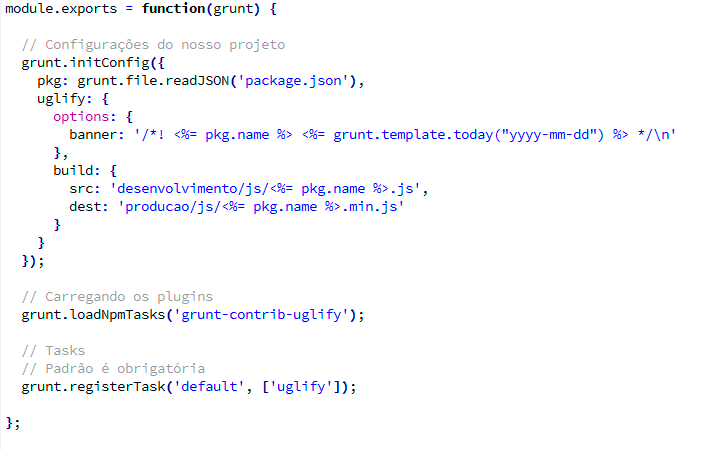 module.exports = function(grunt) {
// Configurações do nosso projeto
grunt.initConfig({
pkg: grunt.file.readJSON('package.json'),
uglify: {
options: {
banner: '/*! <%= pkg.name %> <%= grunt.template.today("yyyy-mm-dd") %> */\n'
},
build: {
src: 'desenvolvimento/js/<%= pkg.name %>.js',
dest: 'producao/js/<%= pkg.name %>.min.js'
}
}
});
// Carregando os plugins
grunt.loadNpmTasks('grunt-contrib-uglify');
// Tasks
// Padrão é obrigatória
grunt.registerTask('default', ['uglify']);
};